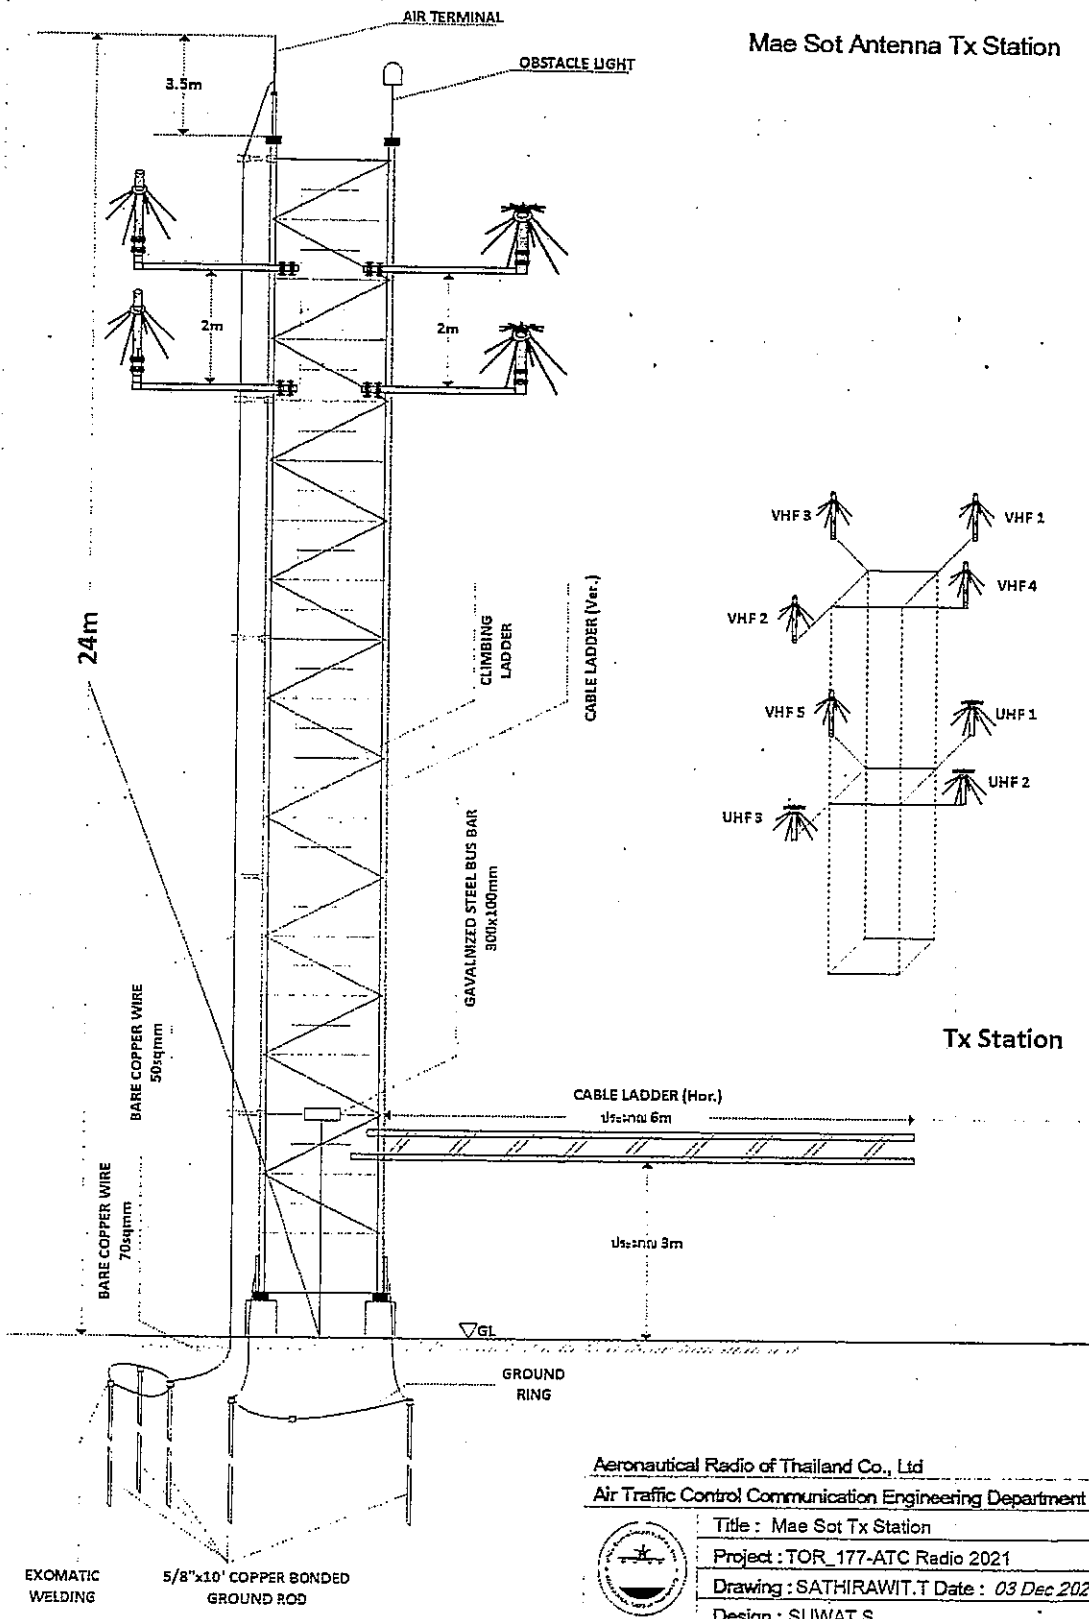 AIR TERMINAL
Mae Sot Antenna Tx Station
OBSTACLE LIGHT
3.5m
2m
2m
24m
VHF 3
VHF 1
VHF 4
VHF 2
VHF 5
UHF 1
UHF 2
UHF 3
CLIMBING
LADDER
CABLE LADDER (Ver.)
GAVALNIZED STEEL BUS BAR
300x100mm
BARE COPPER WIRE
50sqmm
Tx Station
CABLE LADDER (Hor.)
ประมาณ 6m
BARE COPPER WIRE
70sqmm
ประมาณ 3m
GL
GROUND
RING
EXOMATIC
WELDING
5/8"x10' COPPER BONDED
GROUND ROD
Aeronautical Radio of Thailand Co., Ltd
Air Traffic Control Communication Engineering Department
Title : Mae Sot Tx Station
Project : TOR_177-ATC Radio 2021
Drawing : SATHIRAWIT.T Date : 03 Dec 202
Design : SUWAT S